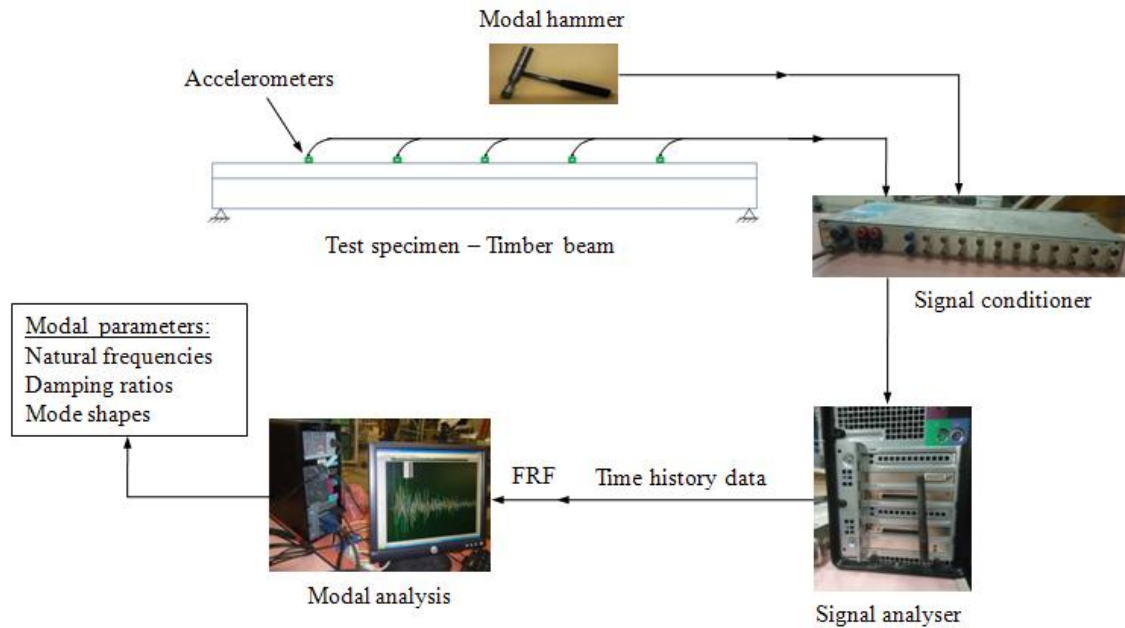 Modal hammer
Accelerometers
Test specimen – Timber beam
Signal conditioner
Modal parameters:
Natural frequencies
Damping ratios
Mode shapes
FRF
Time history data
Modal analysis
Signal analyser